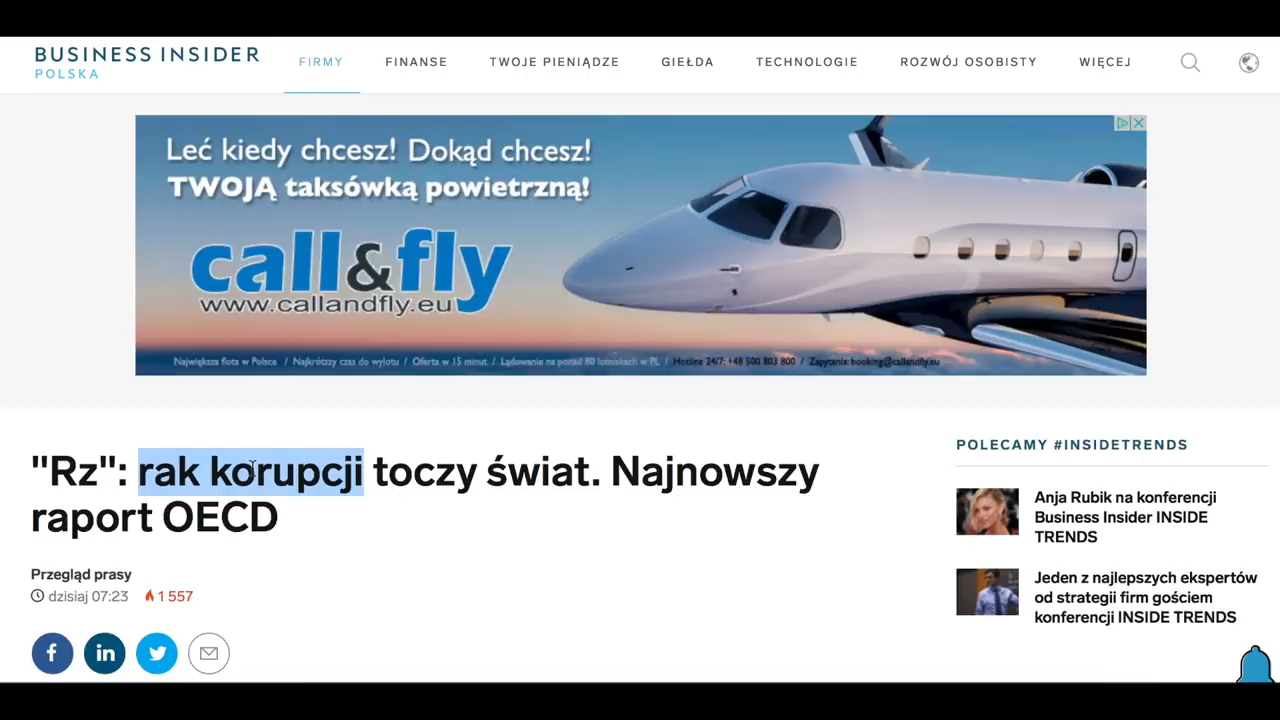 BUSINESS INSIDER
POLSKA
FIRMY
FINANSE
TWOJE PIENIĄDZE
GIEŁDA
TECHNOLOGIE
ROZWÓJ OSOBISTY
WIĘCEJ
Leć kiedy chcesz! Dokąd chcesz!
TWOJĄ taksówką powietrzną!
call&fly
www.callandfly.eu
Największa flota w Polsce / Najkrótszy czas do wylotu / Oferta w 15 minut / Lądowanie na ponad 80 lotniskach w PL / Hotline 24/7: +48 500 803 800 / Zapytania: booking@callandfly.eu
"Rz": rak korupcji toczy świat. Najnowszy
raport OECD
Przegląd prasy
dzisiaj 07:23 1 557
POLECAMY #INSIDETRENDS
Anja Rubik na konferencji
Business Insider INSIDE
TRENDS
Jeden z najlepszych ekspertów
od strategii firm gościem
konferencji INSIDE TRENDS